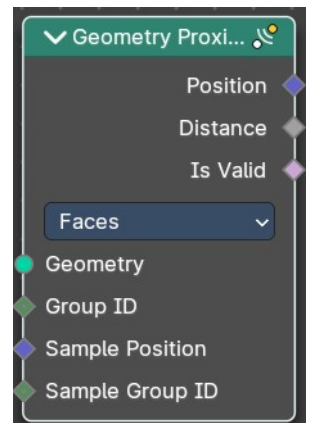 Geometry Proxi...
Position
Distance
Is Valid
Faces
Geometry
Group ID
Sample Position
Sample Group ID